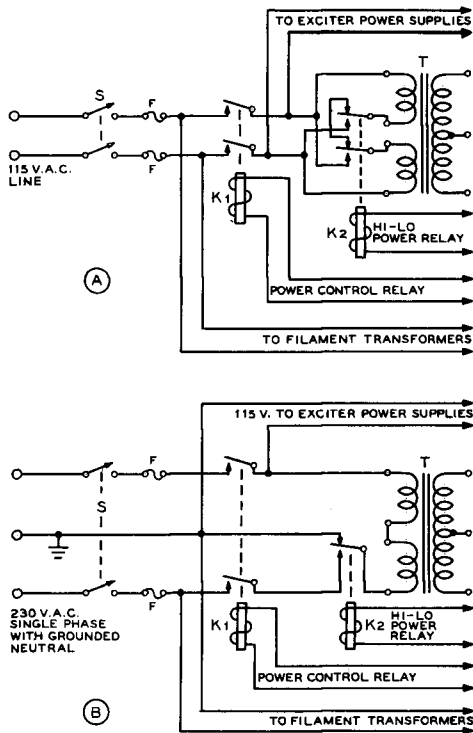 TO EXCITER POWER SUPPLIES
T
S
F
F
115 V.A.C.
LINE
K1
K2
HI-LO
POWER RELAY
A
POWER CONTROL RELAY
TO FILAMENT TRANSFORMERS
115 V. TO EXCITER POWER SUPPLIES
F
T
S
F
230 V.A.C.
SINGLE PHASE
WITH GROUNDED
NEUTRAL
K1
K2
HI-LO
POWER
RELAY
POWER CONTROL RELAY
B
TO FILAMENT TRANSFORMERS